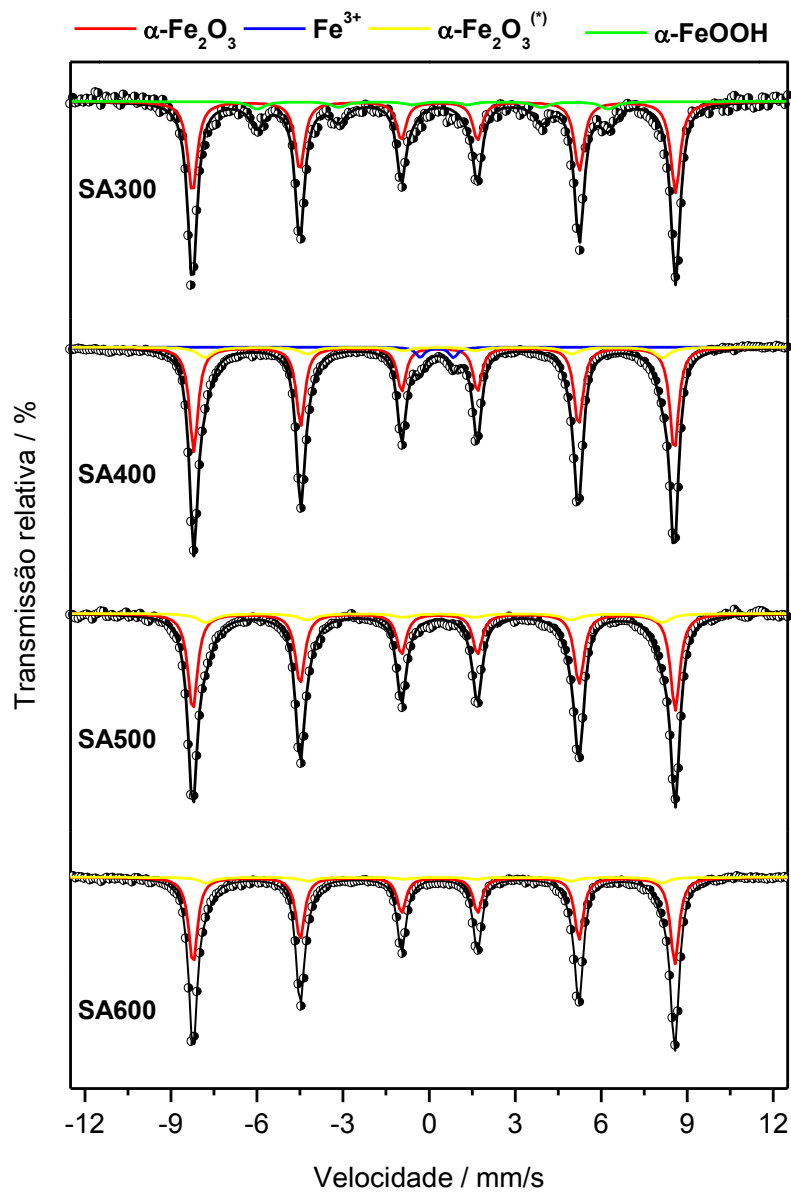 α-Fe₂O₃ Fe³⁺ α-Fe₂O₃⁽*⁾ α-FeOOH
SA300
SA400
SA500
SA600
Transmissão relativa / %
-12 -9 -6 -3 0 3 6 9 12
Velocidade / mm/s